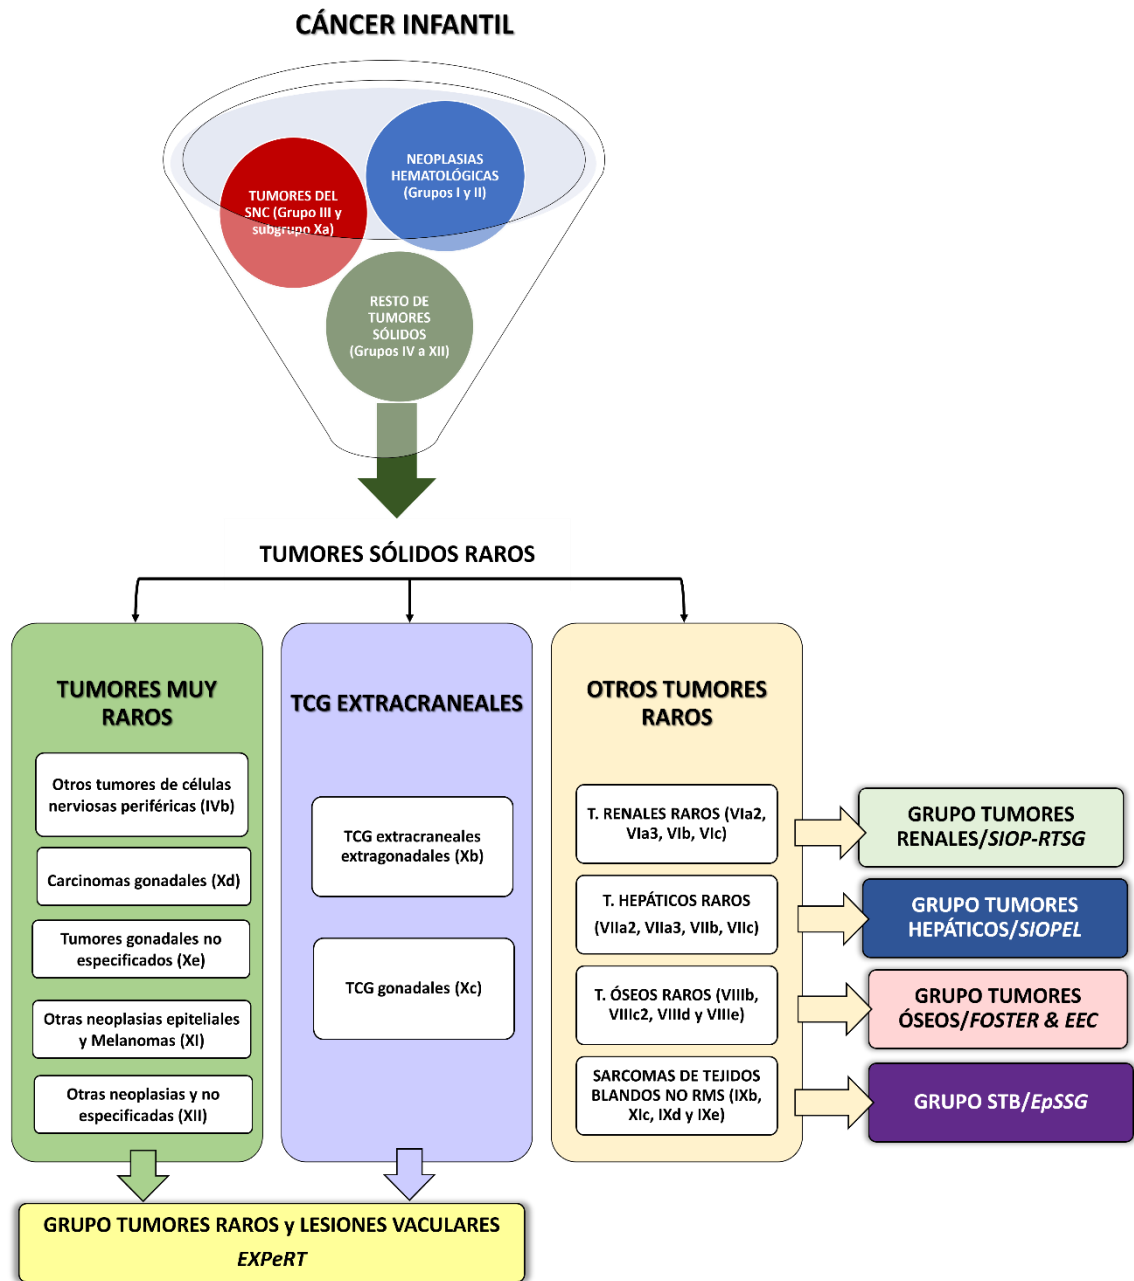 CÁNCER INFANTIL
NEOPLASIAS
HEMATOLÓGICAS
(Grupos I y II)
TUMORES DEL
SNC (Grupo III y
subgrupo Xa)
RESTO DE
TUMORES
SÓLIDOS
(Grupos IV a XII)
TUMORES SÓLIDOS RAROS
TUMORES MUY
RAROS
Otros tumores de células
nerviosas periféricas (IVb)
Carcinomas gonadales (Xd)
Tumores gonadales no
especificados (Xe)
Otras neoplasias epiteliales
y Melanomas (XI)
Otras neoplasias y no
especificadas (XII)
TCG EXTRACRANEALES
TCG extracraneales
extragonadales (Xb)
TCG gonadales (Xc)
OTROS TUMORES
RAROS
T. RENALES RAROS (VIa2,
VIa3, VIb, VIc)
T. HEPÁTICOS RAROS
(VIIa2, VIIa3, VIIb, VIIc)
T. ÓSEOS RAROS (VIIIb,
VIIIc2, VIIId y VIIIe)
SARCOMAS DE TEJIDOS
BLANDOS NO RMS (IXb,
XIc, IXd y IXe)
GRUPO TUMORES
RENALES/SIOP-RTSG
GRUPO TUMORES
HEPÁTICOS/SIOPEL
GRUPO TUMORES
ÓSEOS/FOSTER & EEC
GRUPO STB/EpSSG
GRUPO TUMORES RAROS y LESIONES VACULARES
EXPeRT